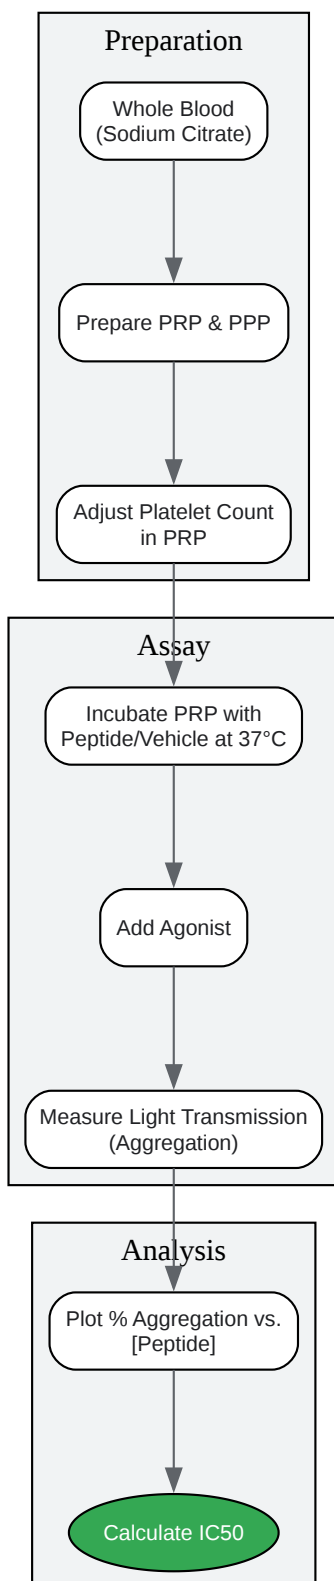 Preparation
Whole Blood
(Sodium Citrate)
Prepare PRP & PPP
Adjust Platelet Count
in PRP
Assay
Incubate PRP with
Peptide/Vehicle at 37°C
Add Agonist
Measure Light Transmission
(Aggregation)
Analysis
Plot % Aggregation vs.
[Peptide]
Calculate IC50